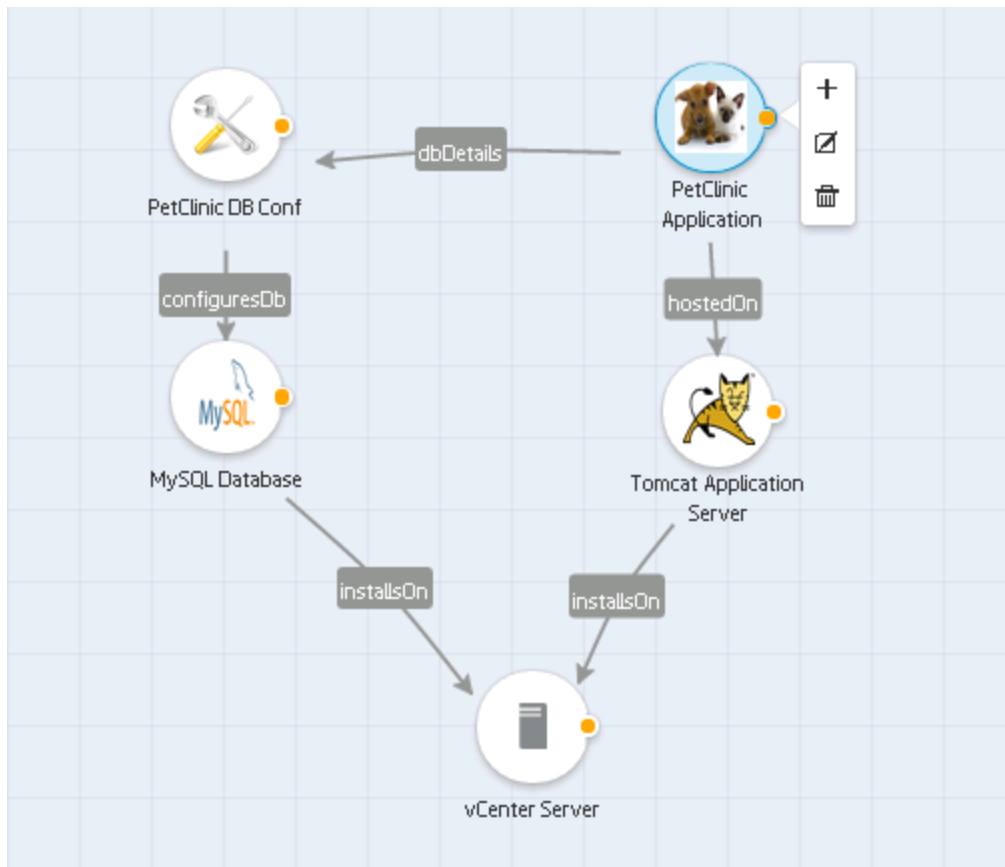 dbDetails
PetClinic DB Conf
PetClinic
Application
configuresDb
hostedOn
MySQL
MySQL Database
Tomcat Application
Server
installsOn
installsOn
vCenter Server